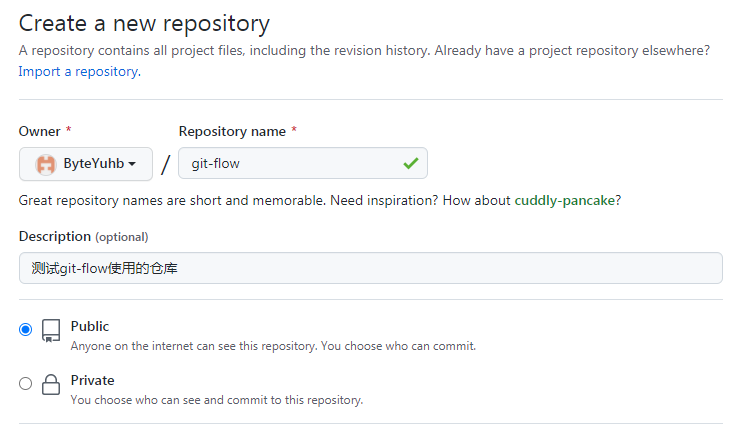 Create a new repository
A repository contains all project files, including the revision history. Already have a project repository elsewhere?
Import a repository.
Owner * Repository name *
ByteYuhb / git-flow
Great repository names are short and memorable. Need inspiration? How about cuddly-pancake?
Description (optional)
测试git-flow使用的仓库
Public
Anyone on the internet can see this repository. You choose who can commit.
Private
You choose who can see and commit to this repository.